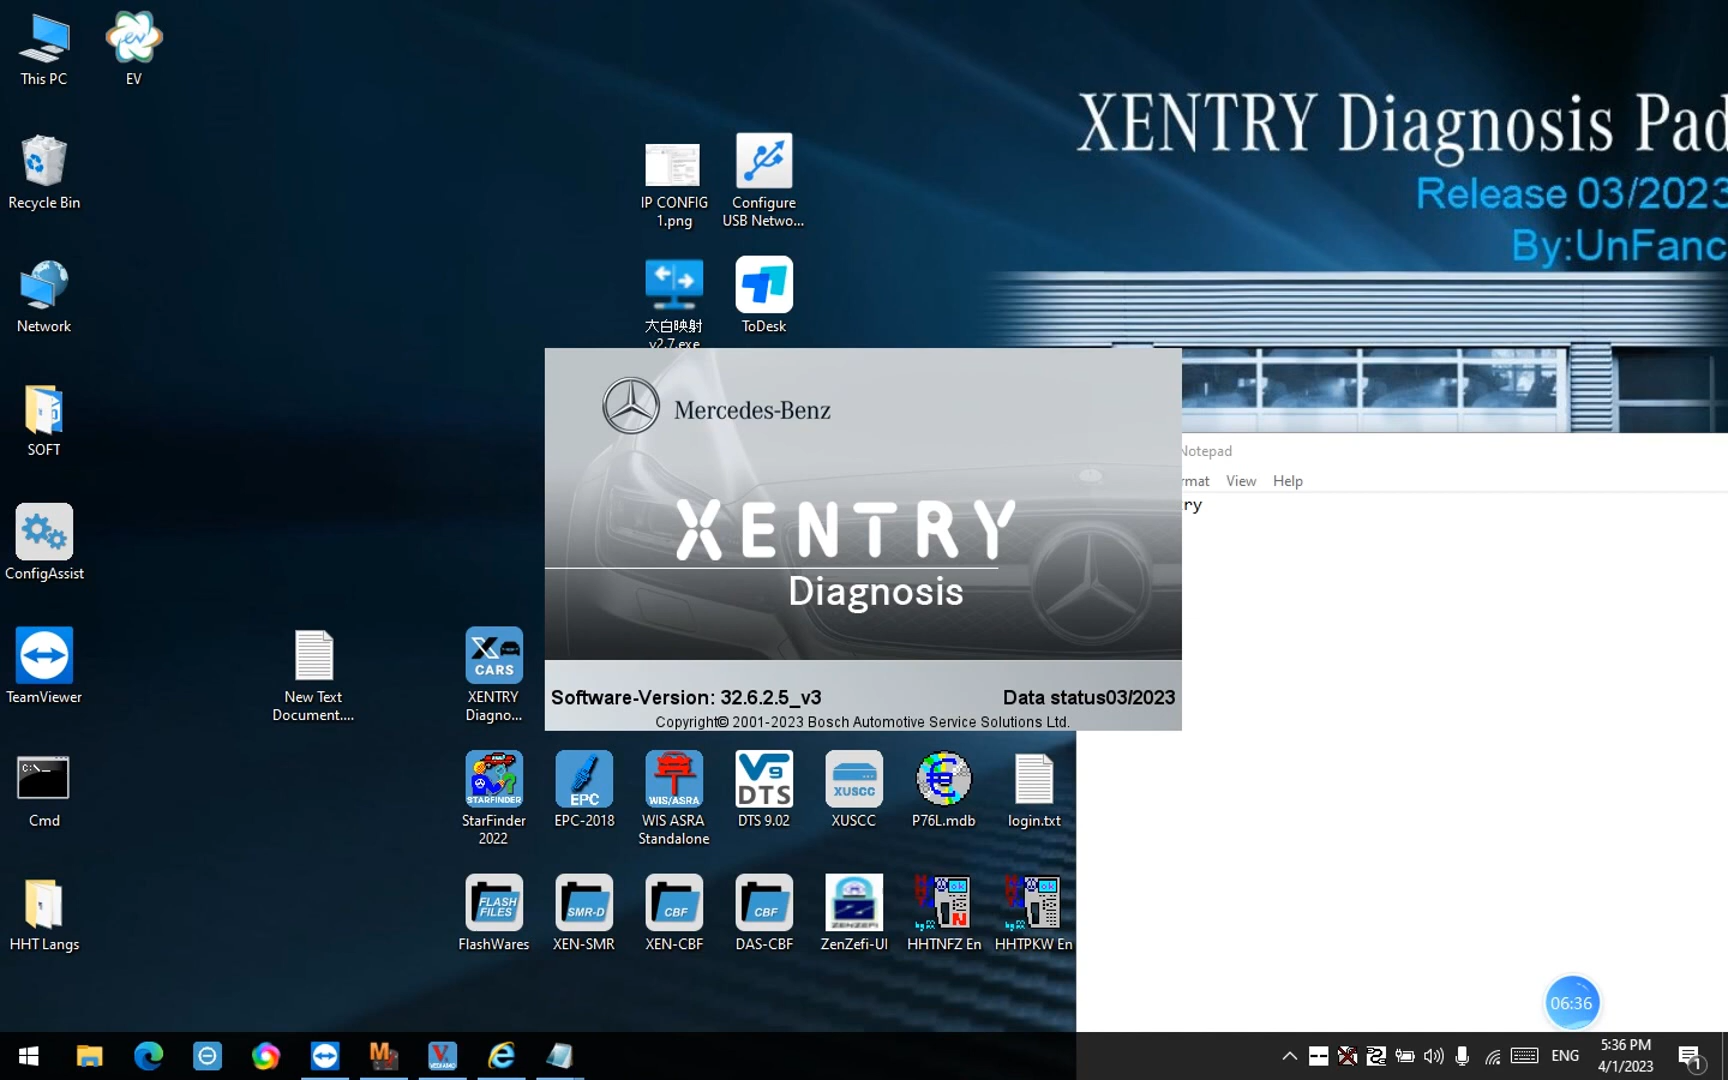 This PC
EV
Recycle Bin
IP CONFIG
1.png
Configure
USB Netwo...
Network
大白映射
v2.7.exe
ToDesk
XENTRY Diagnosis Pad
Release 03/2023
By:UnFanc
SOFT
ConfigAssist
TeamViewer
Cmd
HHT Langs
New Text
Document....
CARS
XENTRY
Diagno...
Mercedes-Benz
XENTRY
Diagnosis
Software-Version: 32.6.2.5_v3
Data status03/2023
Copyright© 2001-2023 Bosch Automotive Service Solutions Ltd.
Notepad
rmat
View
Help
ry
STARFINDER
StarFinder
2022
EPC
EPC-2018
WIS/ASRA
WIS ASRA
Standalone
V9
DTS
DTS 9.02
XUSCC
XUSCC
P76L.mdb
login.txt
FLASH
FILES
FlashWares
SMR-D
XEN-SMR
CBF
XEN-CBF
CBF
DAS-CBF
ZENZEFI
ZenZefi-UI
HHTNFZ En
HHTPKW En
06:36
ENG
5:36 PM
4/1/2023
1